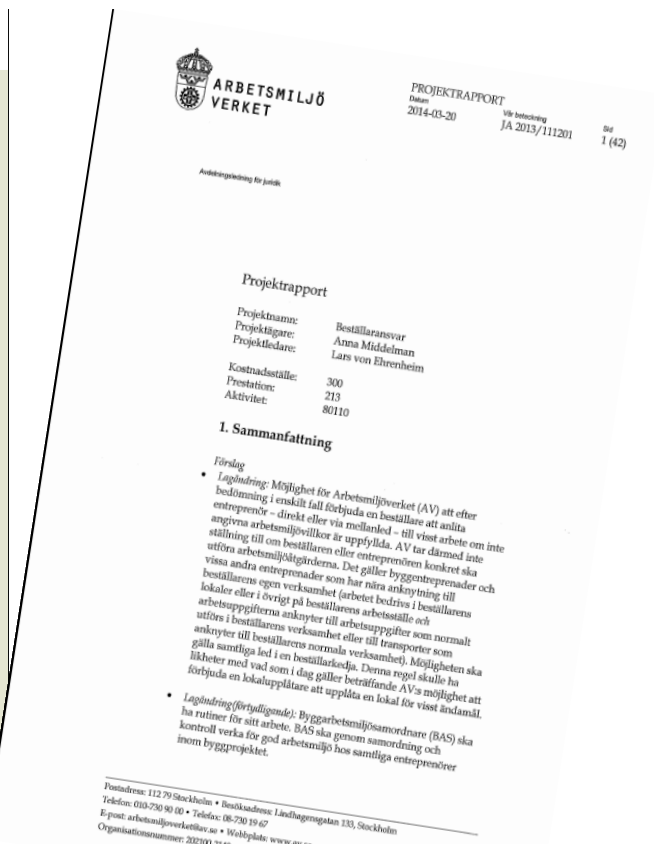 ARBETSMILJÖ
VERKET
PROJEKTRAPPORT
Datum
2014-03-20
Vår beteckning
JA 2013/111201
Sid
1 (42)
Avdelningsledning för juridik
Projektrapport
Projektnamn: Beställaransvar
Projektägare: Anna Middelman
Projektledare: Lars von Ehrenheim
Kostnadsställe: 300
Prestation: 213
Aktivitet: 80110
1. Sammanfattning
Förslag
• Lagändring: Möjlighet för Arbetsmiljöverket (AV) att efter
bedömning i enskilt fall förbjuda en beställare att anlita
entreprenör – direkt eller via mellanled – till visst arbete om inte
angivna arbetsmiljövillkor är uppfyllda. AV tar därmed inte
ställning till om beställaren eller entreprenören konkret ska
utföra arbetsmiljöåtgärderna. Det gäller byggentreprenader och
vissa andra entreprenader som har nära anknytning till
beställarens egen verksamhet (arbetet bedrivs i beställarens
lokaler eller i övrigt på beställarens arbetsställe och
arbetsuppgifterna anknyter till arbetsuppgifter som normalt
utförs i beställarens verksamhet eller till transporter som
anknyter till beställarens normala verksamhet). Möjligheten ska
gälla samtliga led i en beställarkedja. Denna regel skulle ha
likheter med vad som i dag gäller beträffande AV:s möjlighet att
förbjuda en lokalupplåtare att upplåta en lokal för visst ändamål.
• Lagändring(förtydligande): Byggarbetsmiljösamordnare (BAS) ska
ha rutiner för sitt arbete. BAS ska genom samordning och
kontroll verka för god arbetsmiljö hos samtliga entreprenörer
inom byggprojektet.
Postadress: 112 79 Stockholm • Besöksadress: Lindhagensgatan 133, Stockholm
Telefon: 010-730 90 00 • Telefax: 08-730 19 67
E-post: arbetsmiljoverket@av.se • Webbplats:
Organisationsnummer: